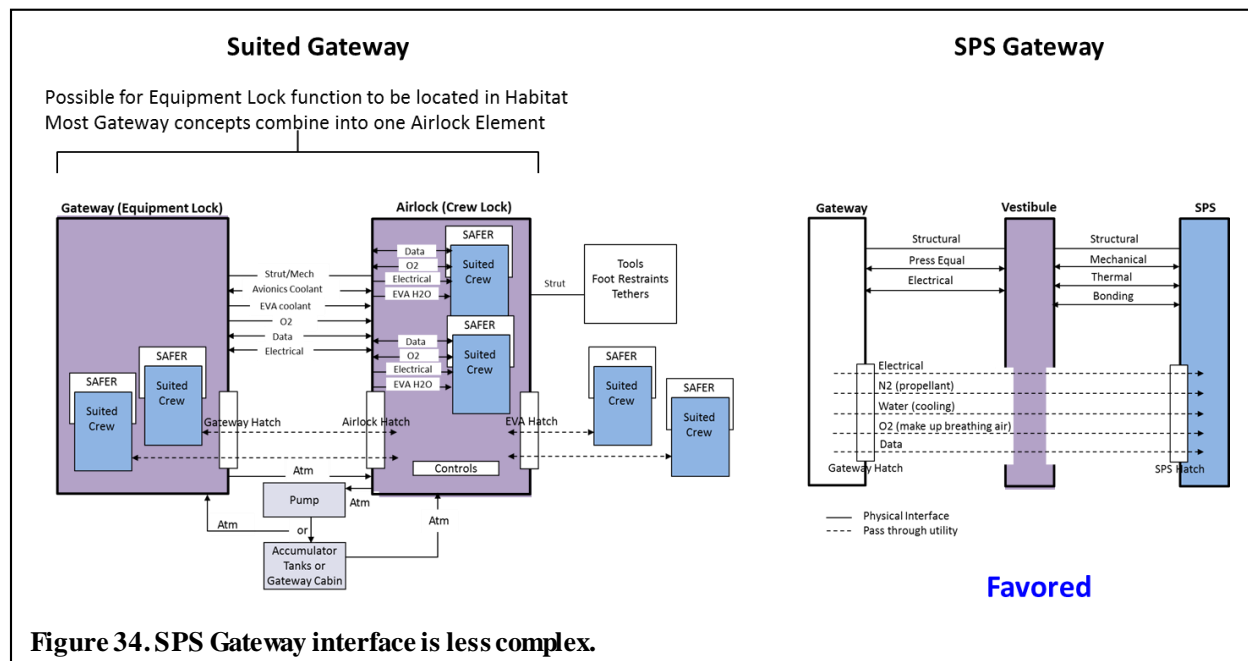 Suited Gateway
SPS Gateway
Possible for Equipment Lock function to be located in Habitat
Most Gateway concepts combine into one Airlock Element
Gateway (Equipment Lock)
Airlock (Crew Lock)
Strut/Mech
Avionics Coolant
EVA coolant
O2
Data
Electrical
SAFER
Suited
Crew
SAFER
Suited
Crew
Gateway Hatch
Airlock Hatch
Data
O2
Electrical
EVA H2O
SAFER
Suited
Crew
Data
O2
Electrical
EVA H2O
SAFER
Suited
Crew
EVA Hatch
Controls
Strut
Tools
Foot Restraints
Tethers
SAFER
Suited
Crew
SAFER
Suited
Crew
Atm
Pump
Atm
Atm
or
Atm
Accumulator
Tanks or
Gateway Cabin
Gateway
Vestibule
SPS
Structural
Press Equal
Electrical
Structural
Mechanical
Thermal
Bonding
Electrical
N2 (propellant)
Water (cooling)
O2 (make up breathing air)
Data
Gateway Hatch
SPS Hatch
Physical Interface
Pass through utility
Favored
Figure 34. SPS Gateway interface is less complex.